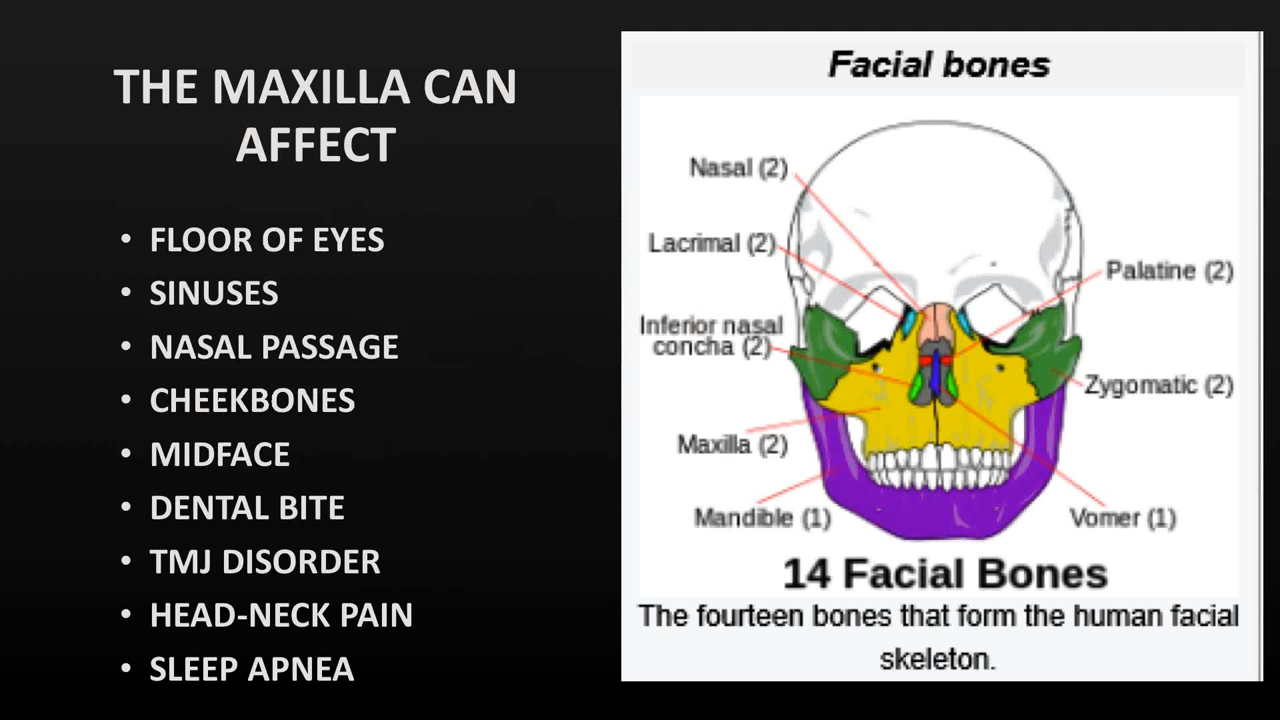 THE MAXILLA CAN
AFFECT
• FLOOR OF EYES
• SINUSES
• NASAL PASSAGE
• CHEEKBONES
• MIDFACE
• DENTAL BITE
• TMJ DISORDER
• HEAD-NECK PAIN
• SLEEP APNEA
Facial bones
Nasal (2)
Lacrimal (2)
Palatine (2)
Inferior nasal
concha (2)
Zygomatic (2)
Maxilla (2)
Mandible (1)
Vomer (1)
14 Facial Bones
The fourteen bones that form the human facial
skeleton.